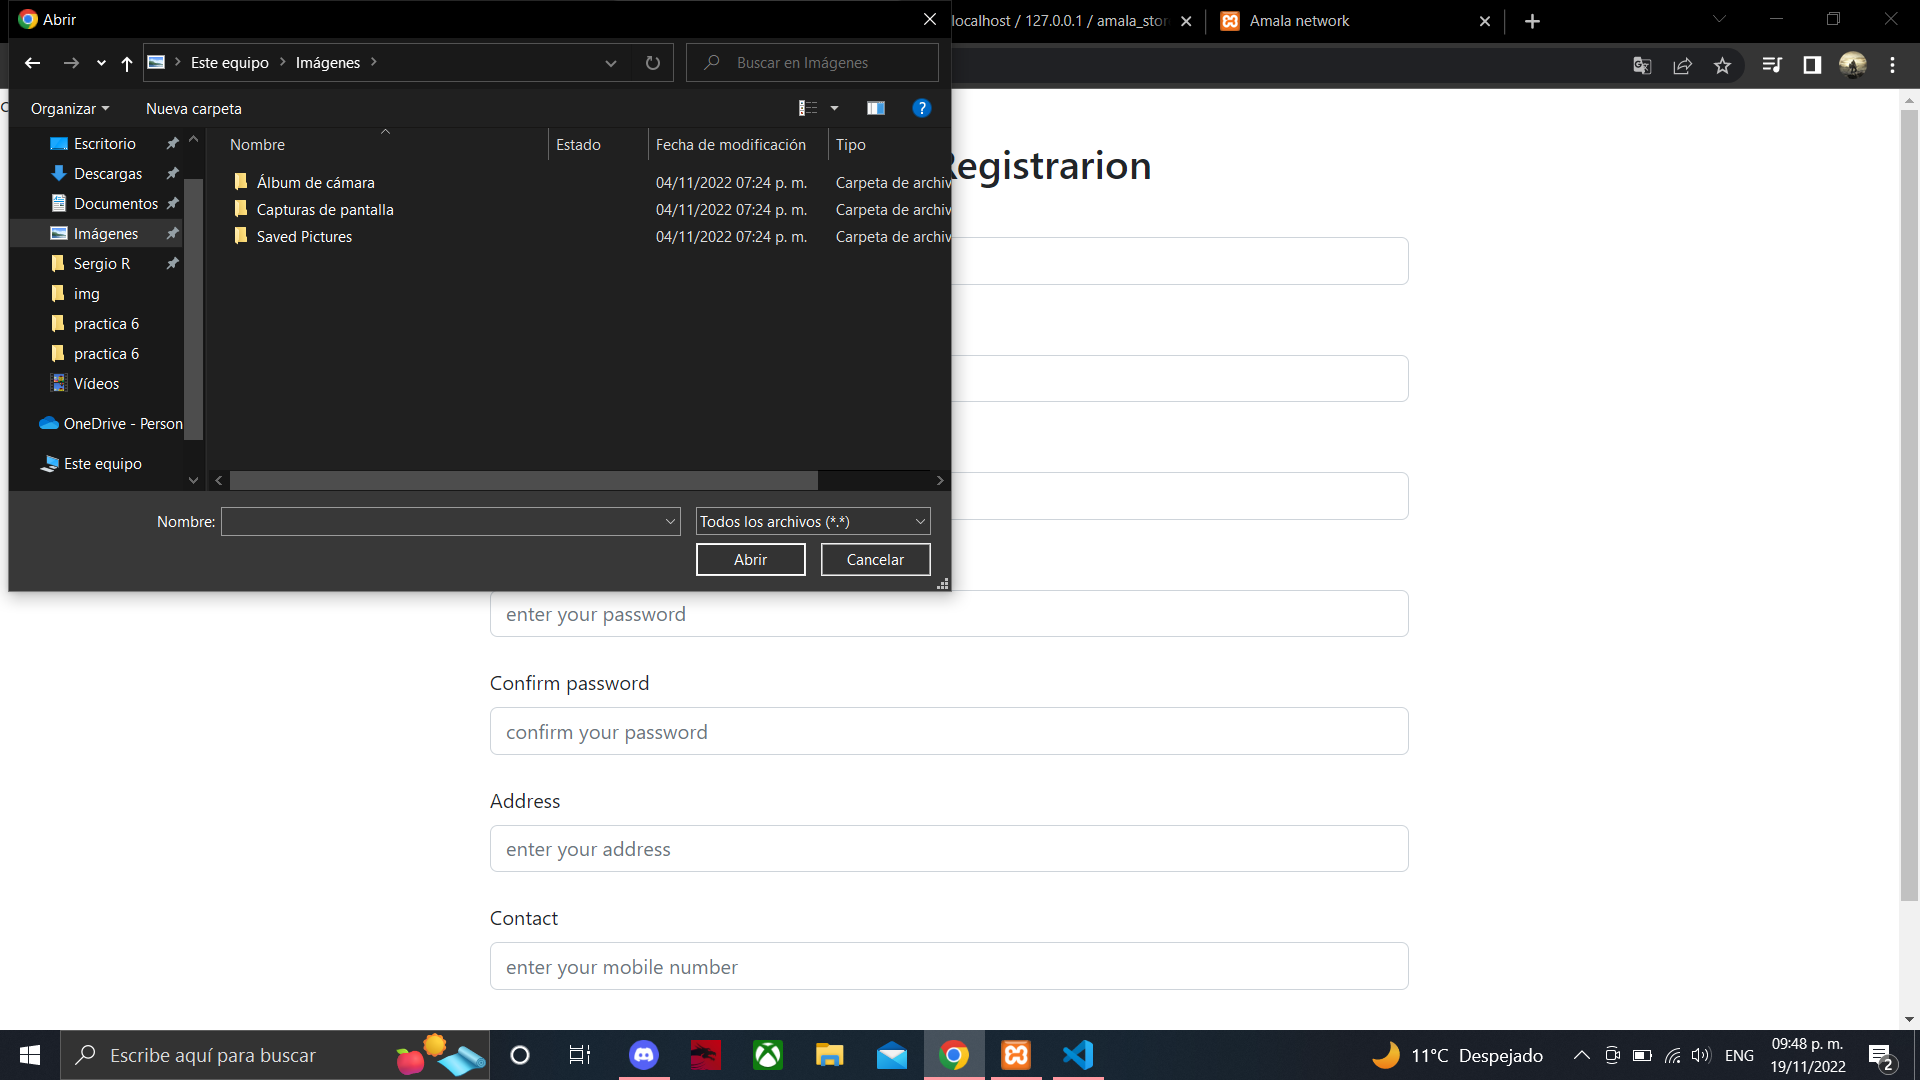 Abrir
localhost / 127.0.0.1 / amala_stor
Amala network
Este equipo
Imágenes
Buscar en Imágenes
Organizar
Nueva carpeta
Nombre
Estado
Fecha de modificación
Tipo
Escritorio
Descargas
Documentos
Imágenes
Sergio R
img
practica 6
practica 6
Vídeos
OneDrive - Person
Este equipo
Álbum de cámara 04/11/2022 07:24 p. m. Carpeta de archiv
Capturas de pantalla 04/11/2022 07:24 p. m. Carpeta de archiv
Saved Pictures 04/11/2022 07:24 p. m. Carpeta de archiv
Nombre:
Todos los archivos (*.*)
Abrir
Cancelar
Registrarion
enter your password
Confirm password
confirm your password
Address
enter your address
Contact
enter your mobile number
Escribe aquí para buscar
11°C Despejado
ENG
09:48 p. m.
19/11/2022
2